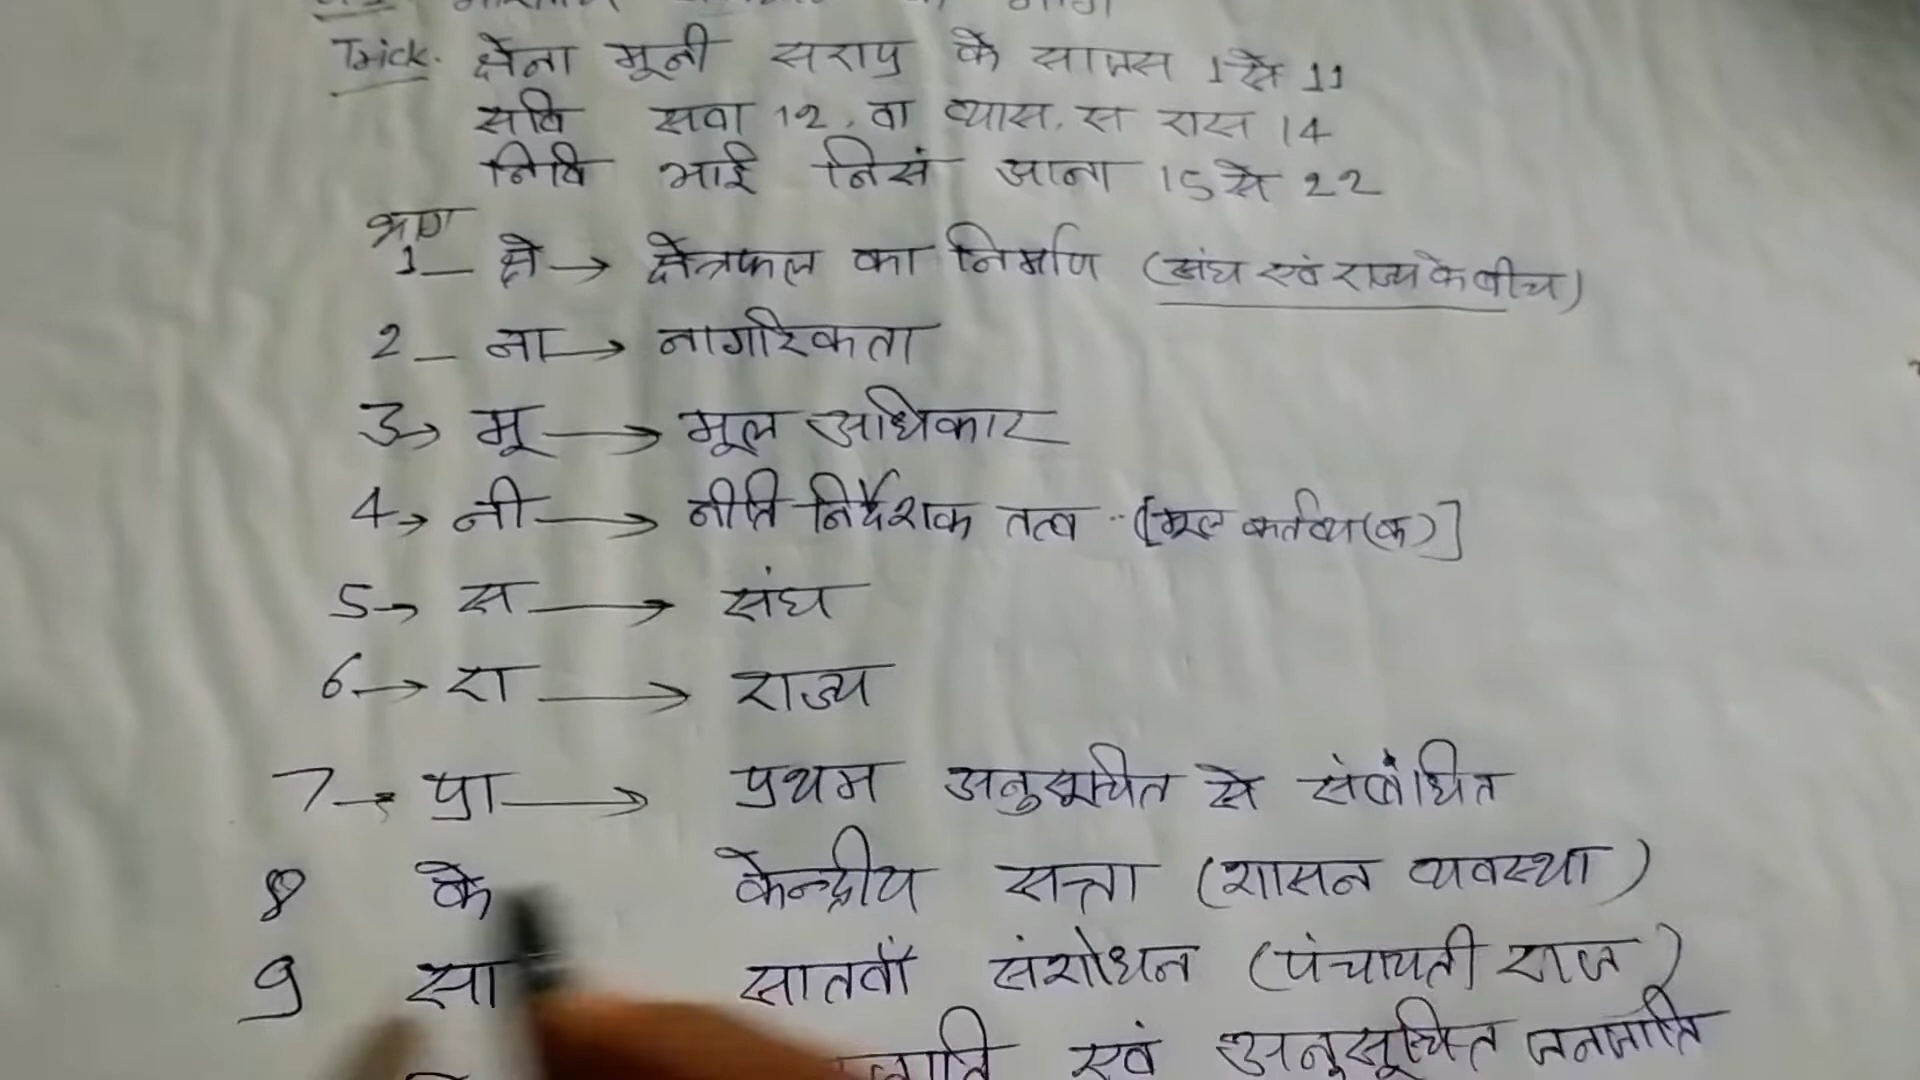 Trick. क्षेना मूनी सराप्र के साजस 1 से 11
सवि सवा 12, वा व्यास, स रास 14
निवि भाई निसं आना 15 से 22
भाग
1 _ क्षे → क्षेत्रफल का निर्माण (संघ एवं राज्य के बीच)
2 _ ना → नागरिकता
3 → मू → मूल अधिकार
4 → नी → नीति निर्देशक तत्व .. [मूल कर्तव्य (क)]
5 → स → संघ
6 → रा → राज्य
7 → प्रा → प्रथम अनुसूचित से संबंधित
8 के केन्द्रीय सत्ता (शासन व्यवस्था)
9 सा सातवाँ संशोधन (पंचायती राज)
एवं अनुसूचित जनजाति